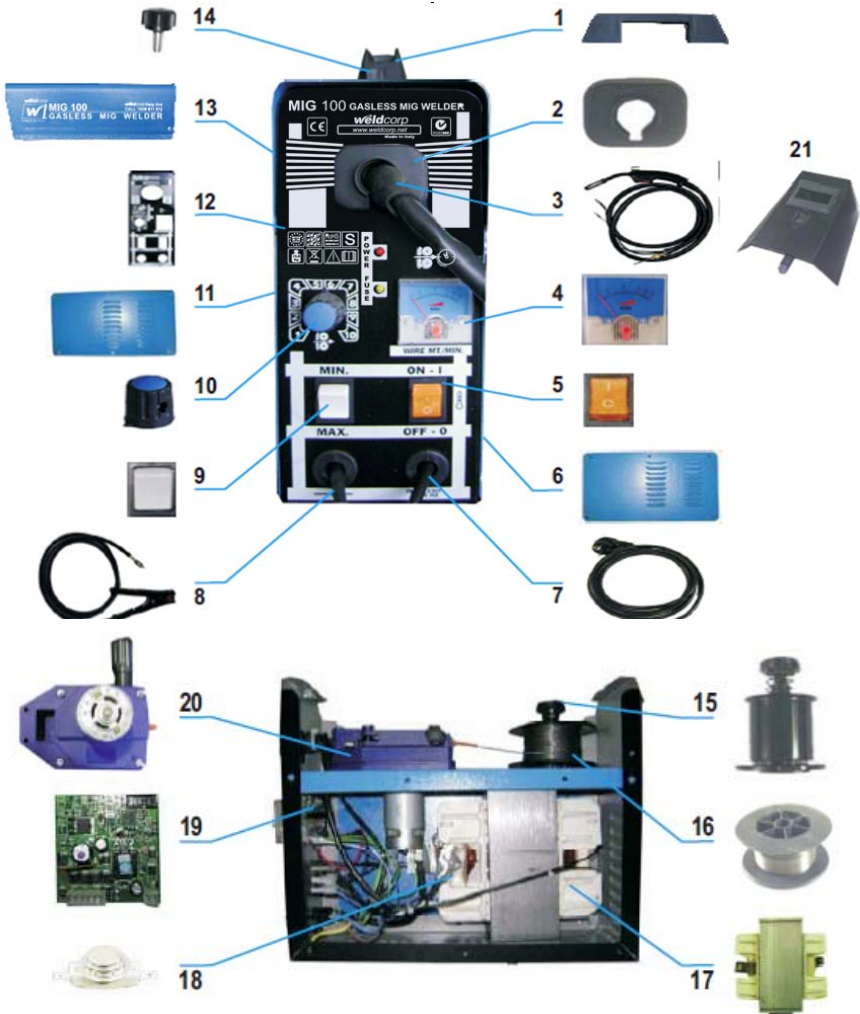 14
1
MIG 100 GASLESS MIG WELDER
weldcorp
www.weldcorp.net
Made in Italy
CE
13
MIG 100
GASLESS MIG WELDER
2
21
12
3
S
POWER
FUSE
11
4
WIRE MT./MIN.
10
MIN.
ON - I
5
I
O
MAX.
OFF - O
9
6
8
7
20
15
19
16
18
17